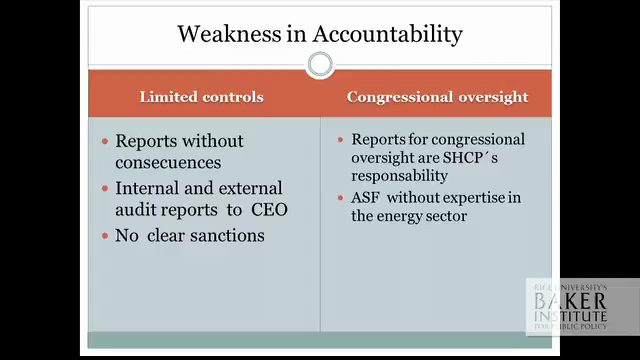 Weakness in Accountability
Limited controls
Congressional oversight
• Reports without
consecuences
• Internal and external
audit reports to CEO
• No clear sanctions
• Reports for congressional
oversight are SHCP´s
responsability
• ASF without expertise in
the energy sector
RICE UNIVERSITY'S
BAKER
INSTITUTE
FOR PUBLIC POLICY